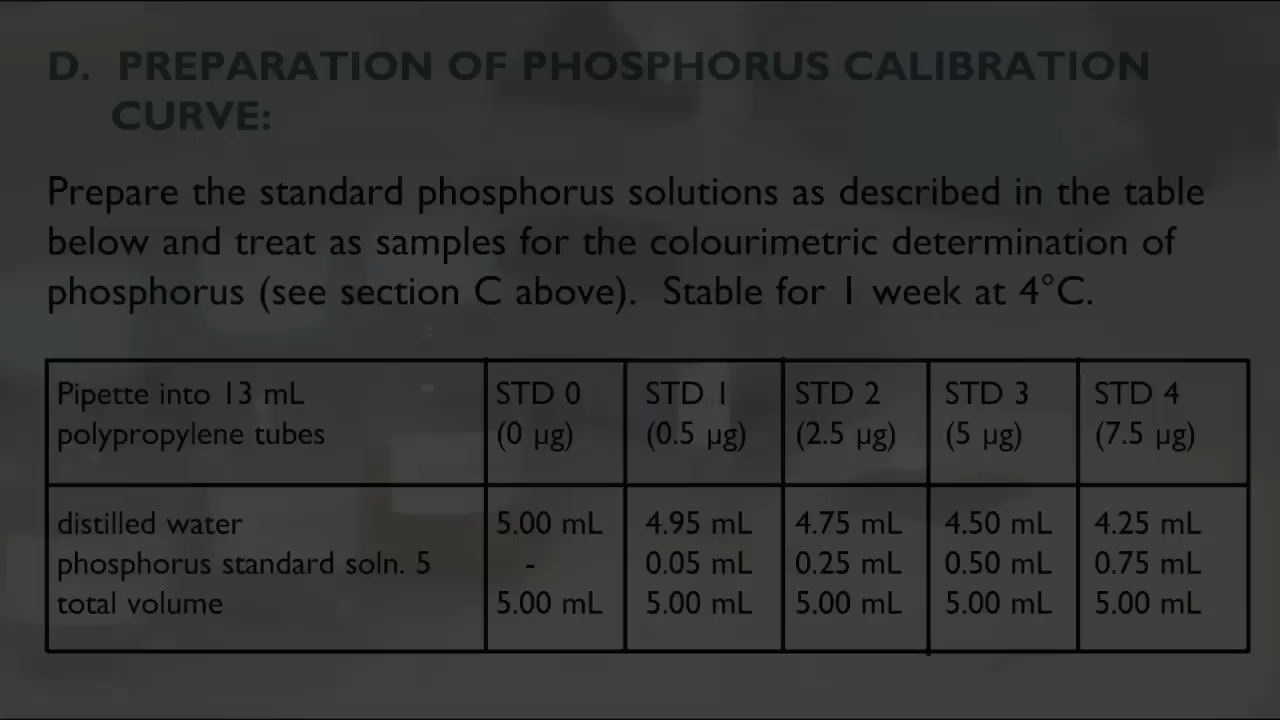 D. PREPARATION OF PHOSPHORUS CALIBRATION
CURVE:
Prepare the standard phosphorus solutions as described in the table
below and treat as samples for the colourimetric determination of
phosphorus (see section C above). Stable for 1 week at 4°C.
Pipette into 13 mL polypropylene tubes | STD 0 (0 µg) | STD 1 (0.5 µg) | STD 2 (2.5 µg) | STD 3 (5 µg) | STD 4 (7.5 µg)
distilled water 5.00 mL 4.95 mL 4.75 mL 4.50 mL 4.25 mL
phosphorus standard soln. 5 - 0.05 mL 0.25 mL 0.50 mL 0.75 mL
total volume 5.00 mL 5.00 mL 5.00 mL 5.00 mL 5.00 mL